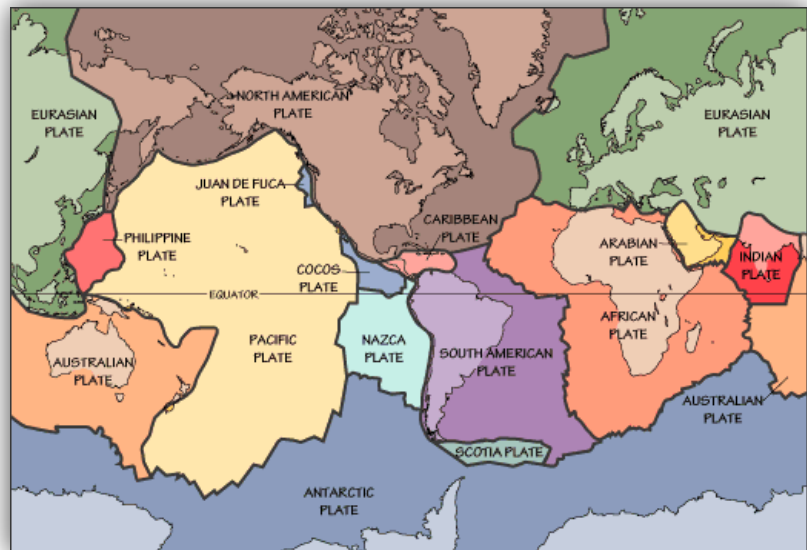 NORTH AMERICAN
PLATE
EURASIAN
PLATE
EURASIAN
PLATE
JUAN DE FUCA
PLATE
CARIBBEAN
PLATE
PHILIPPINE
PLATE
ARABIAN
PLATE
INDIAN
PLATE
COCOS
PLATE
EQUATOR
AFRICAN
PLATE
PACIFIC
PLATE
NAZCA
PLATE
SOUTH AMERICAN
PLATE
AUSTRALIAN
PLATE
AUSTRALIAN
PLATE
SCOTIA PLATE
ANTARCTIC
PLATE